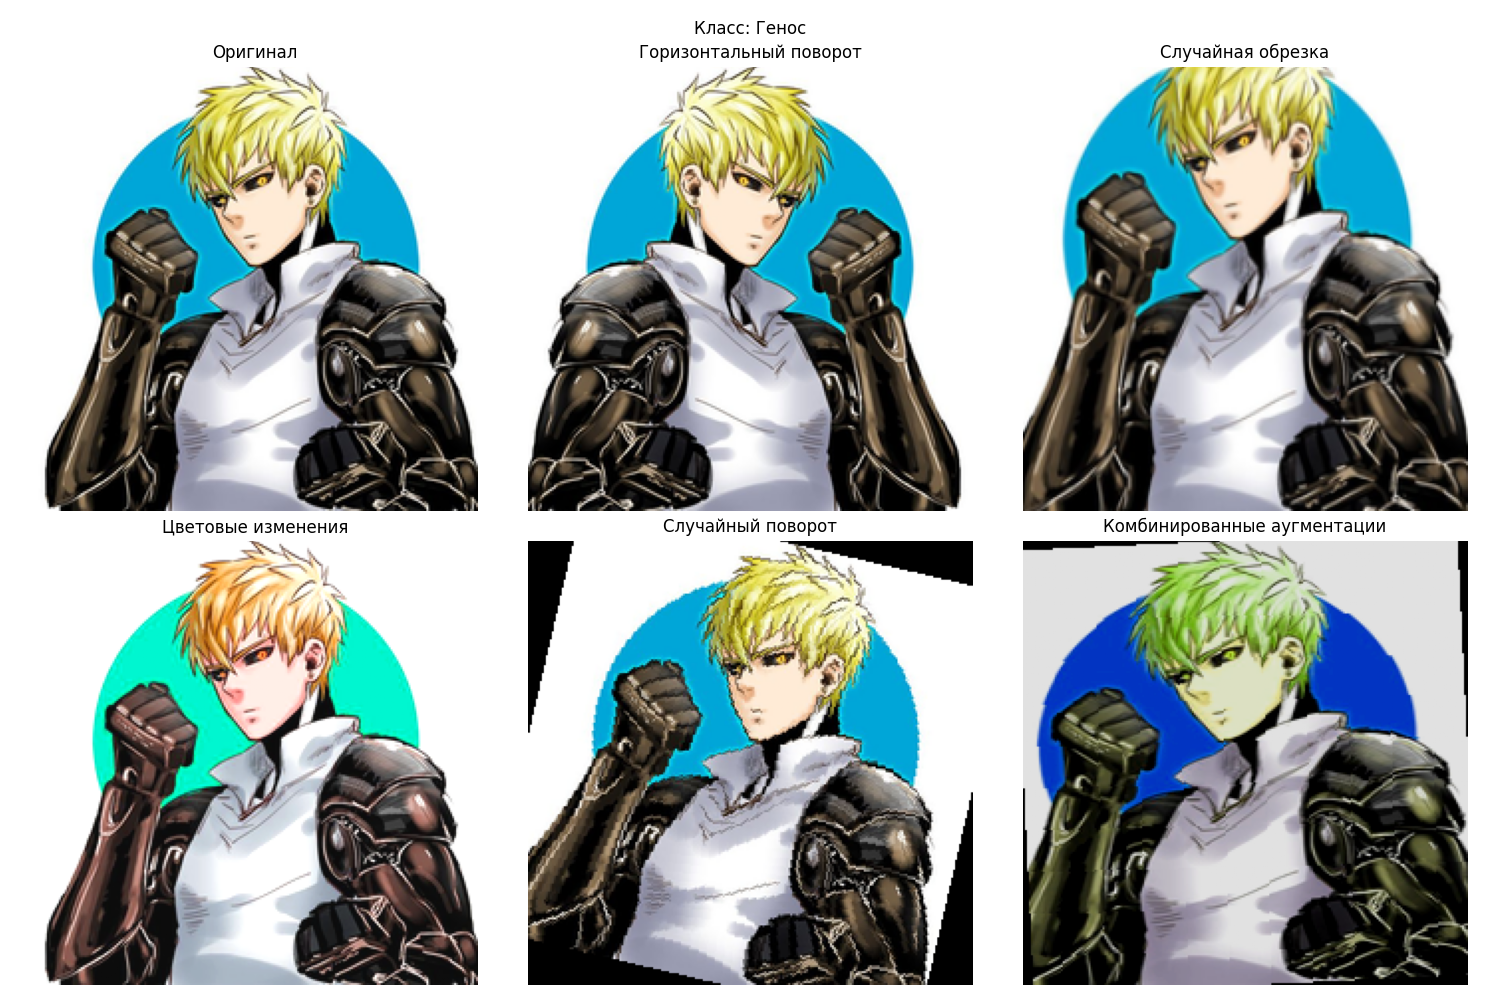 Класс: Генос
Оригинал
Горизонтальный поворот
Случайная обрезка
Цветовые изменения
Случайный поворот
Комбинированные аугментации